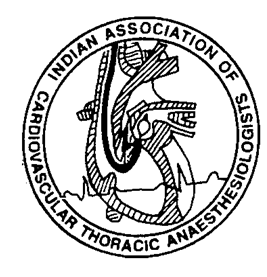 INDIAN ASSOCIATION OF
CARDIOVASCULAR THORACIC ANAESTHESIOLOGISTS